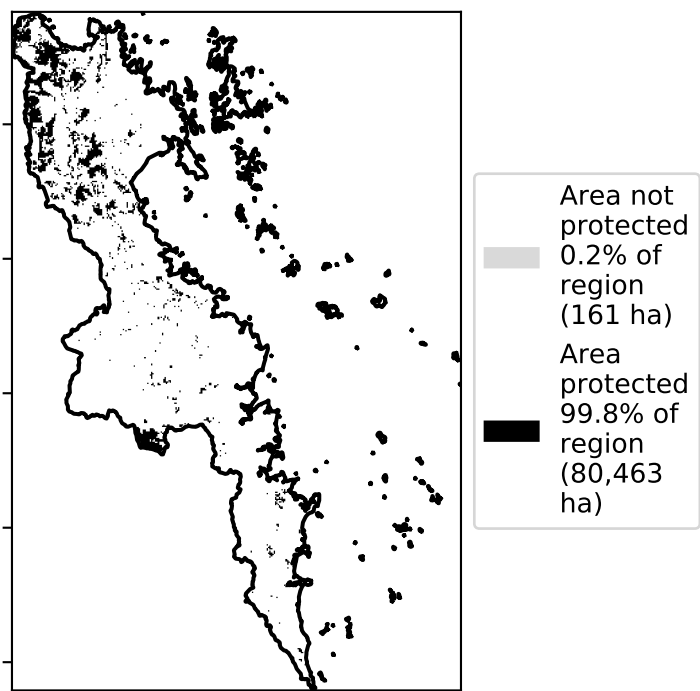 Area not
protected
0.2% of
region
(161 ha)
Area
protected
99.8% of
region
(80,463
ha)